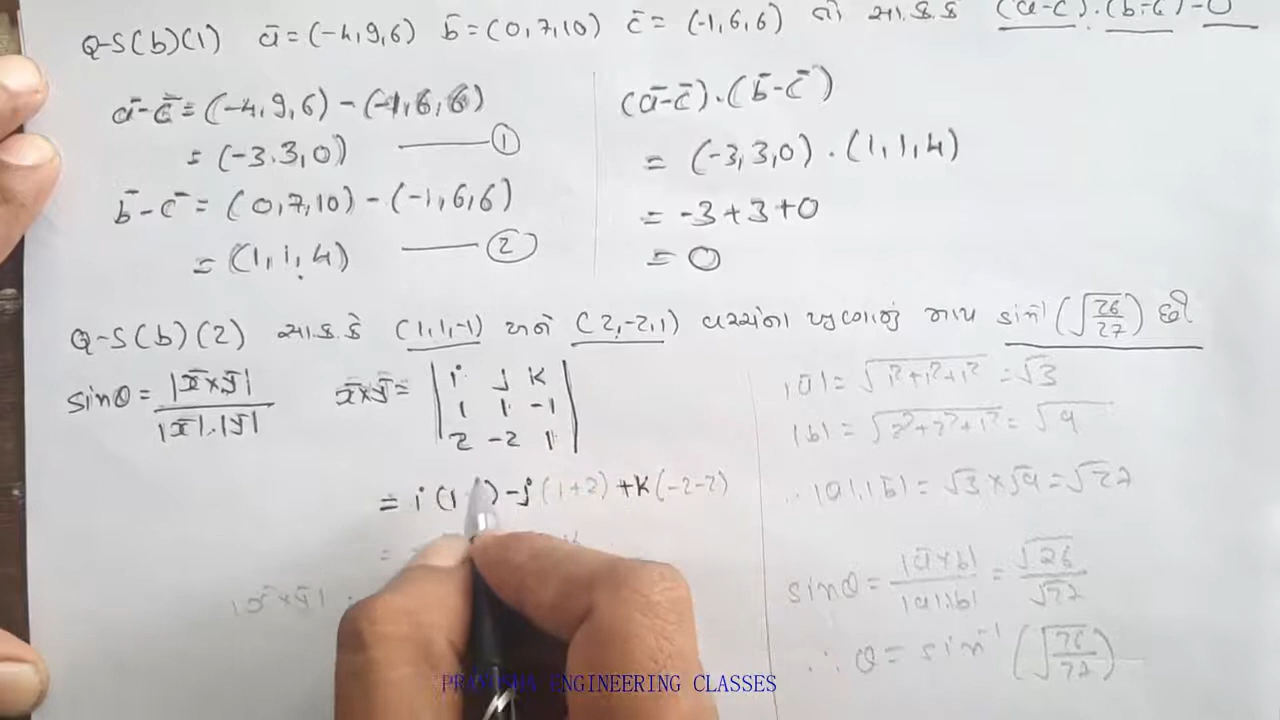 Q-5(b)(1) ā=(-4,9,6) b̄=(0,7,10) c̄=(-1,6,6) તો સા.કરો કે (ā-c̄).(b̄-c̄)=0
ā-c̄=(-4,9,6)-(-1,6,6)
=(-3.3,0) ——— ①
b̄-c̄=(0,7,10)-(-1,6,6)
=(1,1,4) ——— ②
(ā-c̄).(b̄-c̄)
=(-3,3,0).(1,1,4)
=-3+3+0
=0
Q-5(b)(2) સા.ક.કે (1,1,-1) અને (2,-2,1) વચ્ચેના ખુણાનું માપ sin⁻¹(√26/27) છે
sinθ=|x̄×ȳ|/|x̄|.|ȳ|
x̄×ȳ= | i j k
1 1 -1
2 -2 1 |
= i(1 ) -j(1+2) +k(-2-2)
=
|x̄×ȳ|
|ā|=√1²+1²+1²=√3
|b|=√2²+2²+1²=√9
∴ |a|.|b|=√3×√9=√27
sinθ=|a×b|/|a|.|b|=√26/√27
∴ θ=sin⁻¹(√26/27)
PRAYOSHA ENGINEERING CLASSES